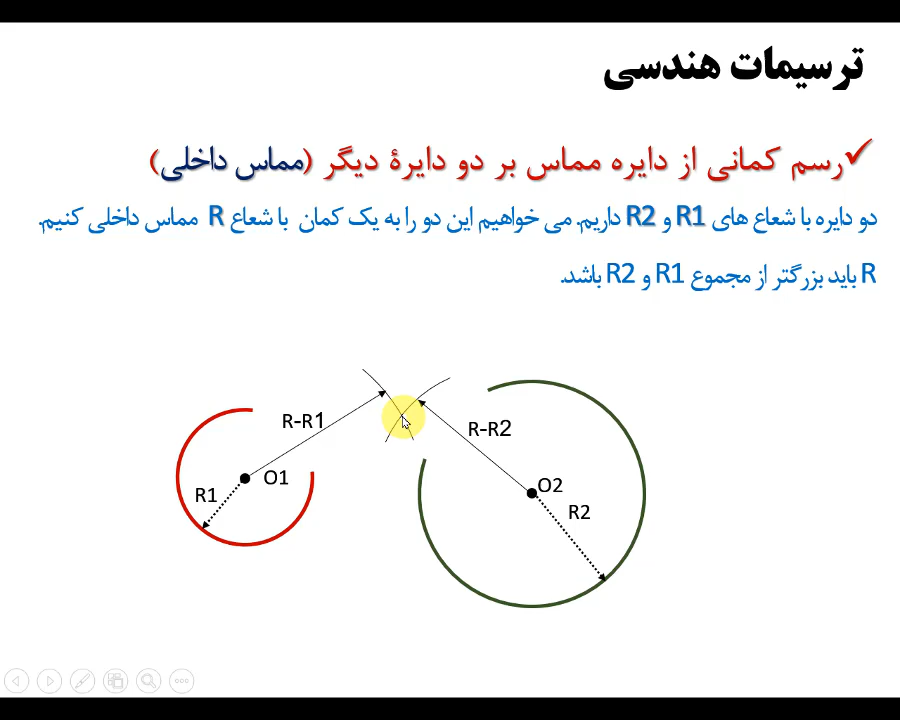 ترسیمات هندسی
رسم کمانی از دایره مماس بر دو دایرهٔ دیگر (مماس داخلی)
دو دایره با شعاع های R1 و R2 داریم. می خواهیم این دو را به یک کمان با شعاع R مماس داخلی کنیم.
R باید بزرگتر از مجموع R1 و R2 باشد.
R-R1
R-R2
O1
R1
O2
R2